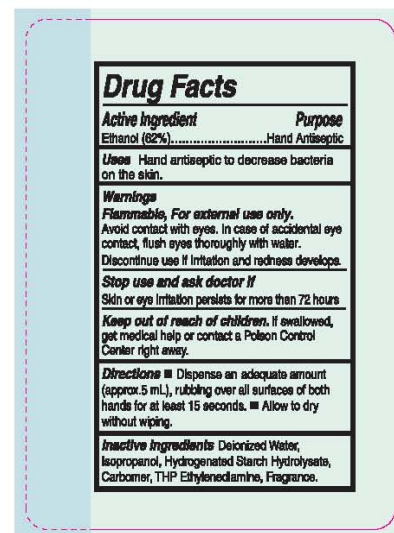 Drug Facts
Active Ingredient Purpose
Ethanol (62%)...........................Hand Antiseptic
Uses Hand antiseptic to decrease bacteria
on the skin.
Warnings
Flammable, For external use only.
Avoid contact with eyes. In case of accidental eye
contact, flush eyes thoroughly with water.
Discontinue use if irritation and redness develops.
Stop use and ask doctor if
Skin or eye irritation persists for more than 72 hours
Keep out of reach of children. If swallowed,
get medical help or contact a Poison Control
Center right away.
Directions ■ Dispense an adequate amount
(approx.5 mL), rubbing over all surfaces of both
hands for at least 15 seconds. ■ Allow to dry
without wiping.
Inactive Ingredients Deionized Water,
Isopropanol, Hydrogenated Starch Hydrolysate,
Carbomer, THP Ethylenediamine, Fragrance.